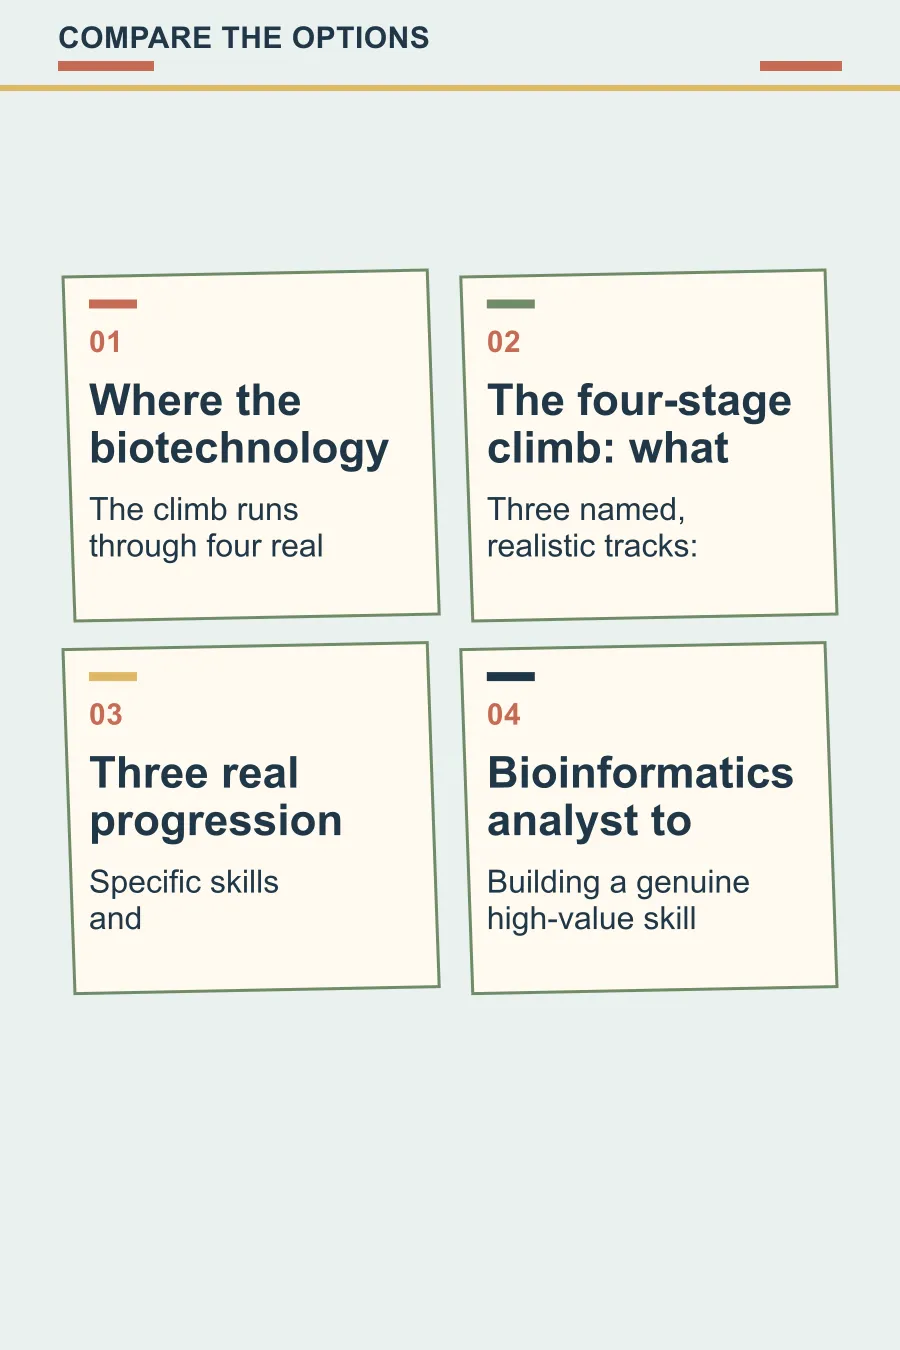 COMPARE THE OPTIONS
01
Where the
biotechnology
The climb runs
through four real
02
The four-stage
climb: what
Three named,
realistic tracks:
03
Three real
progression
Specific skills
and
04
Bioinformatics
analyst to
Building a genuine
high-value skill